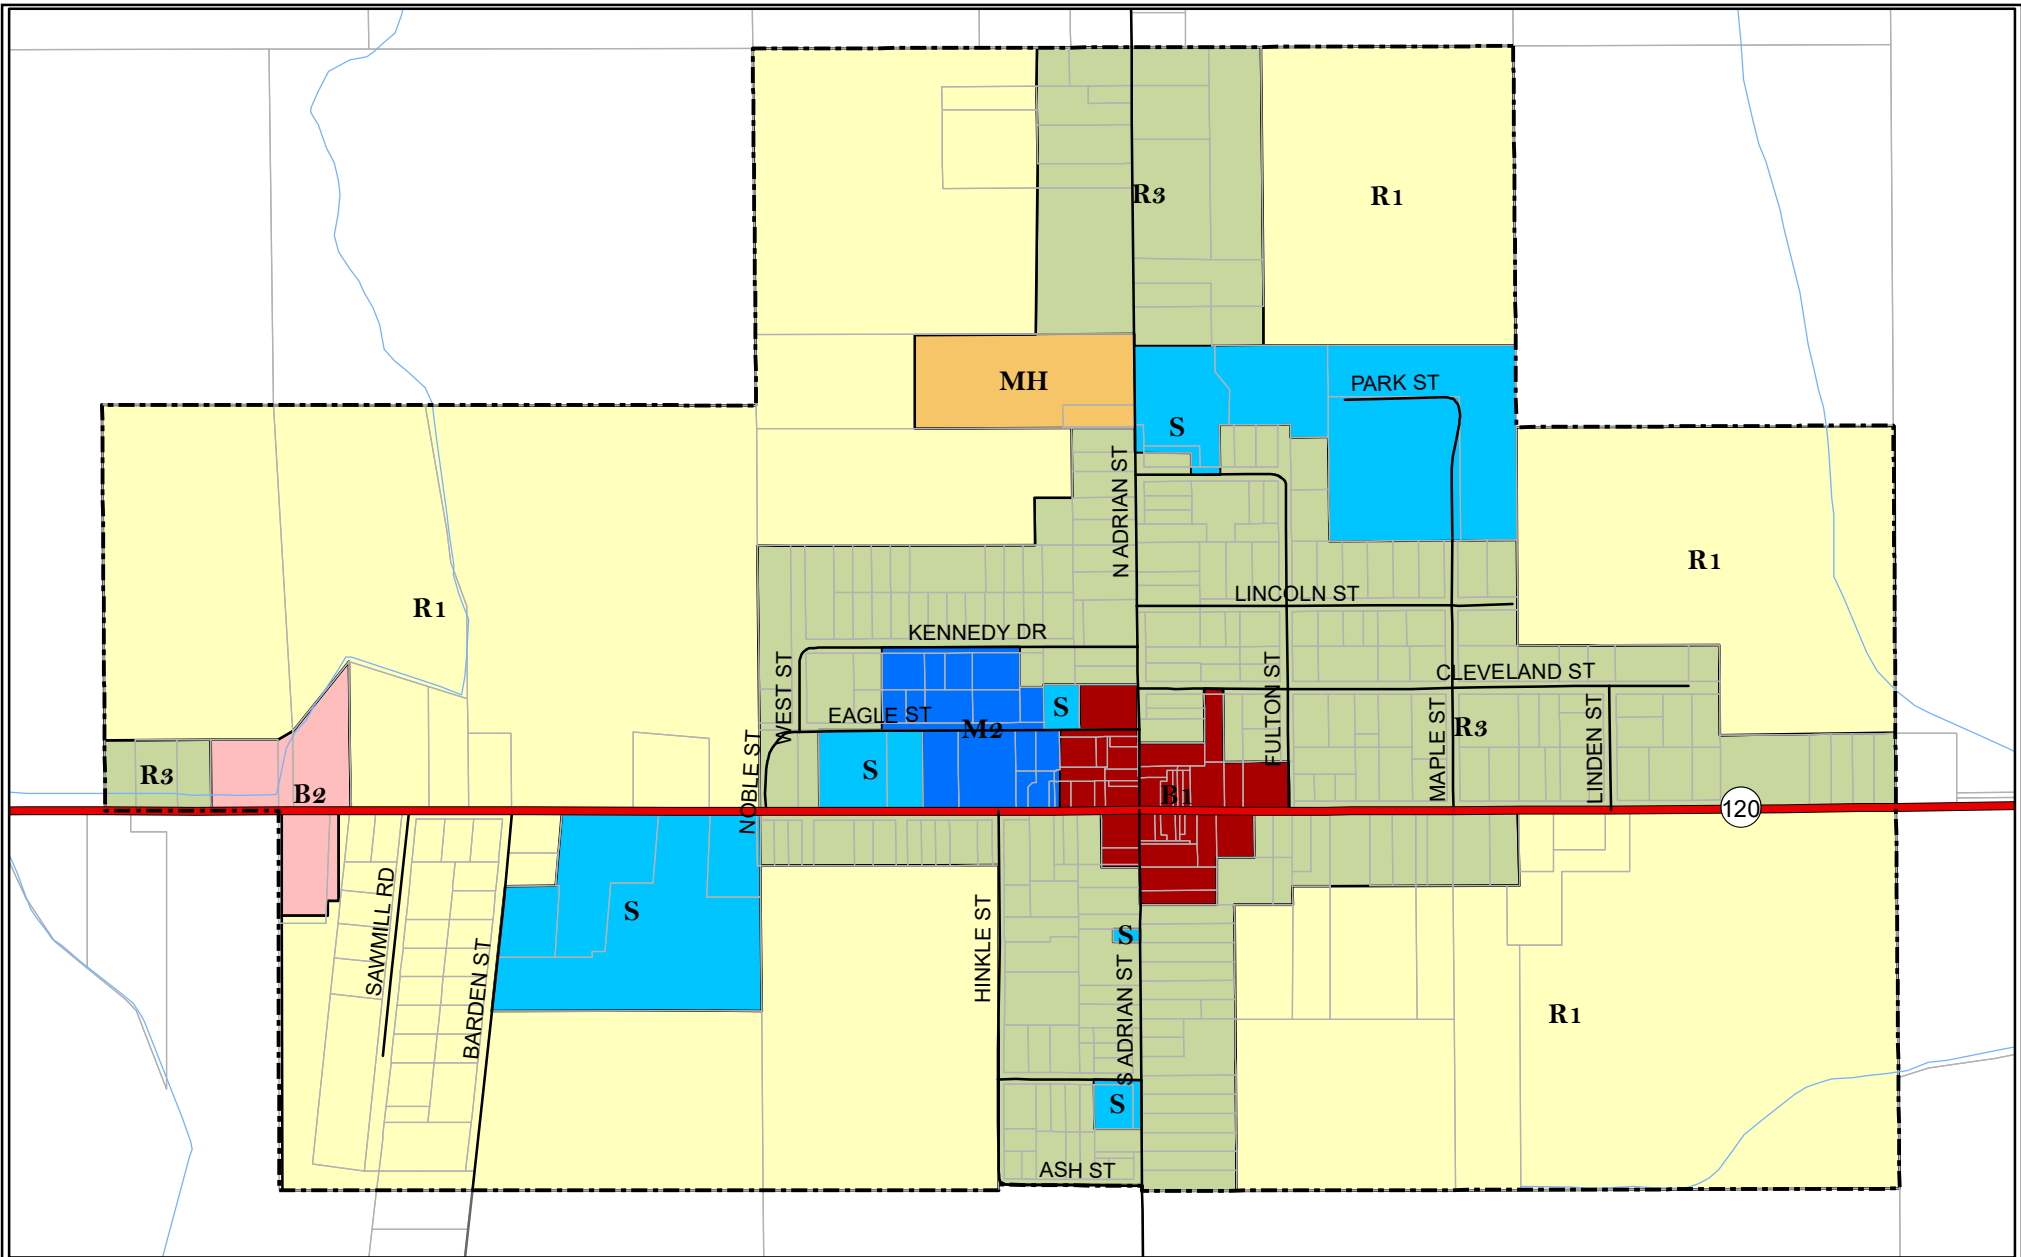 R3
R1
MH
PARK ST
S
N ADRIAN ST
R1
LINCOLN ST
R1
KENNEDY DR
CLEVELAND ST
WEST ST
FULTON ST
S
EAGLE ST
M2
MAPLE ST
R3
LINDEN ST
NOBLE ST
R3
S
B2
B1
120
SAWMILL RD
S
BARDEN ST
HINKLE ST
S
S ADRIAN ST
R1
S
ASH ST